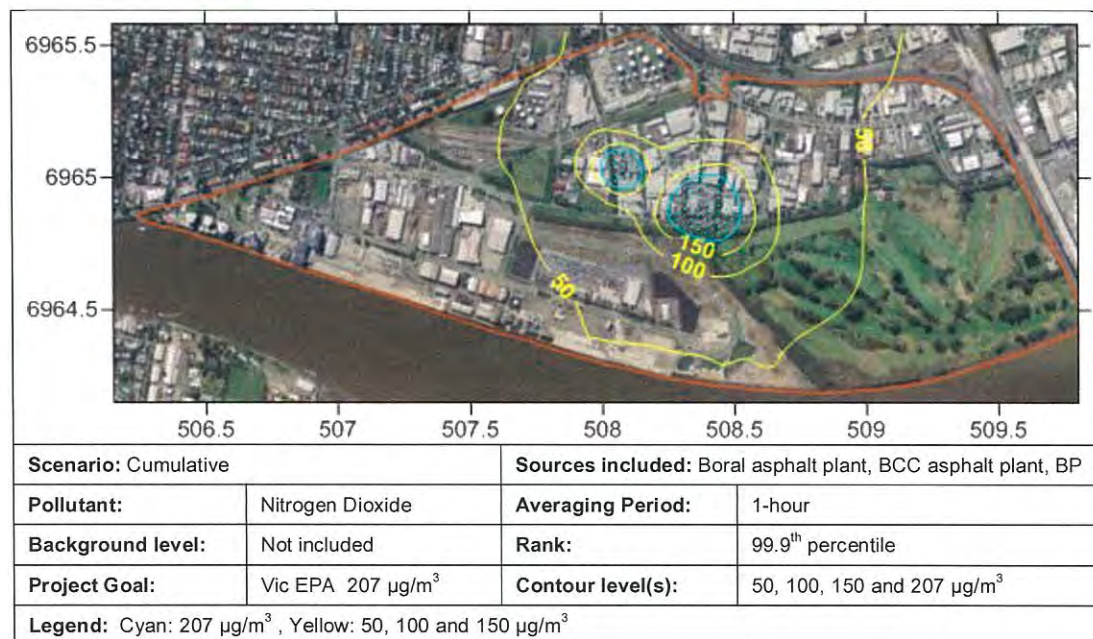 6965.5
6965
6964.5
50
50
150
100
506.5 507 507.5 508 508.5 509 509.5
Scenario: Cumulative Sources included: Boral asphalt plant, BCC asphalt plant, BP
Pollutant: Nitrogen Dioxide Averaging Period: 1-hour
Background level: Not included Rank: 99.9th percentile
Project Goal: Vic EPA 207 µg/m³ Contour level(s): 50, 100, 150 and 207 µg/m³
Legend: Cyan: 207 µg/m³ , Yellow: 50, 100 and 150 µg/m³